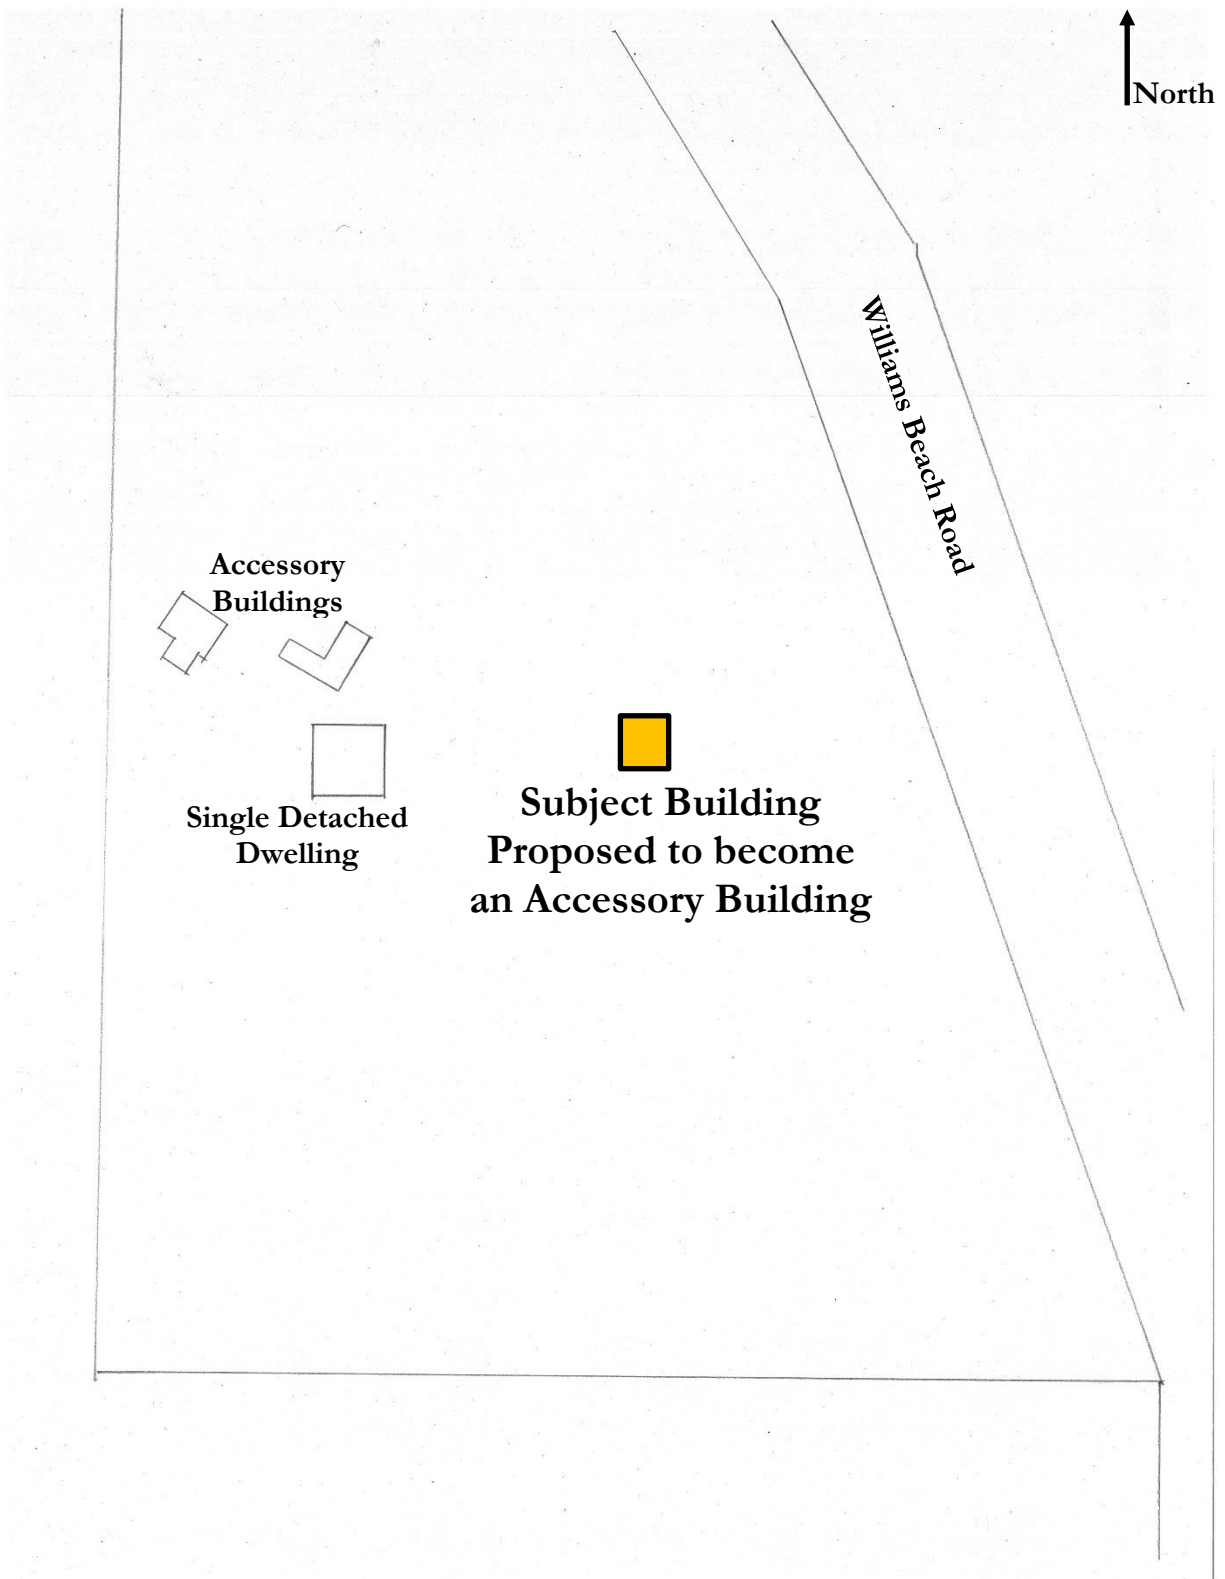 North
Williams Beach Road
Accessory
Buildings
Single Detached
Dwelling
Subject Building
Proposed to become
an Accessory Building